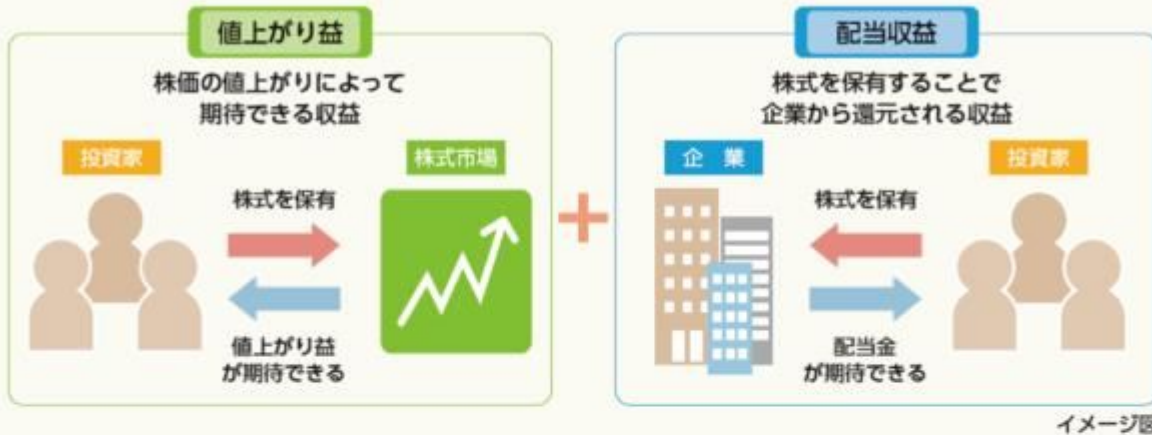 値上がり益
株価の値上がりによって
期待できる収益
投資家
株式市場
株式を保有
値上がり益
が期待できる
+
配当収益
株式を保有することで
企業から還元される収益
企 業
投資家
株式を保有
配当金
が期待できる
イメージ図